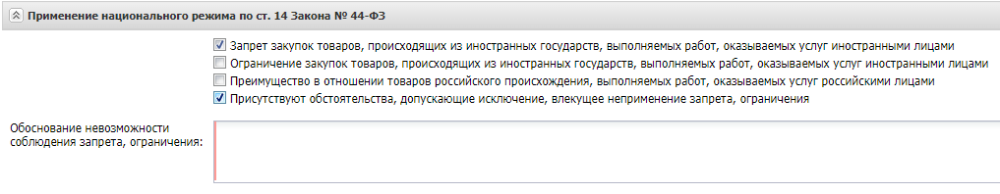 Применение национального режима по ст. 14 Закона № 44-ФЗ
Запрет закупок товаров, происходящих из иностранных государств, выполняемых работ, оказываемых услуг иностранными лицами
Ограничение закупок товаров, происходящих из иностранных государств, выполняемых работ, оказываемых услуг иностранными лицами
Преимущество в отношении товаров российского происхождения, выполняемых работ, оказываемых услуг российскими лицами
Присутствуют обстоятельства, допускающие исключение, влекущее неприменение запрета, ограничения
Обоснование невозможности
соблюдения запрета, ограничения: